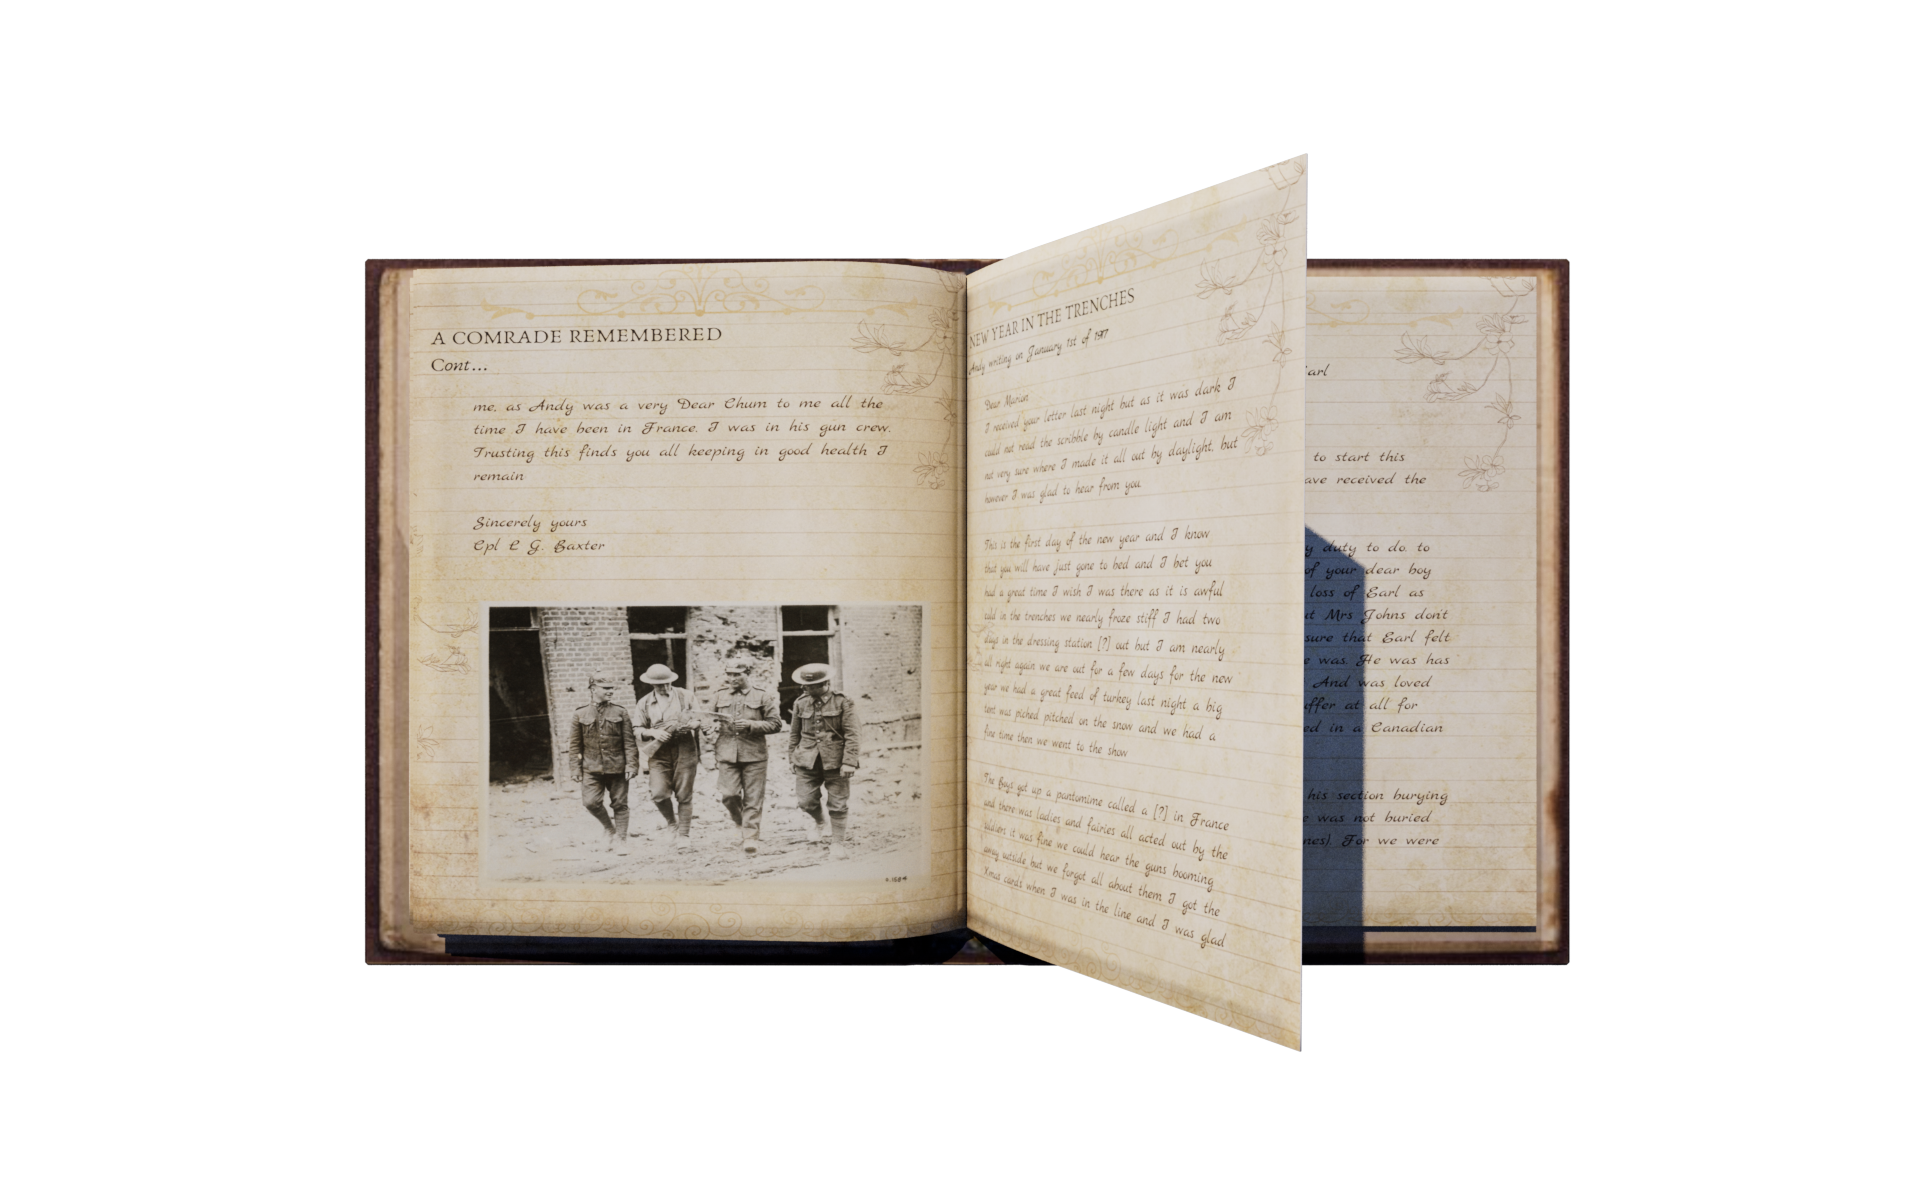 A COMRADE REMEMBERED
Cont...
me, as Andy was a very Dear Chum to me all the
time I have been in France. I was in his gun crew.
Trusting this finds you all keeping in good health I
remain
Sincerely yours
Cpl L G. Baxter
NEW YEAR IN THE TRENCHES
Andy writing on January 1st of 1917
Dear Marion
I received your letter last night but as it was dark I
could not read the scribble by candle light and I am
not very sure where I made it all out by daylight, but
however I was glad to hear from you.
This is the first day of the new year and I know
that you will have just gone to bed and I bet you
had a great time I wish I was there as it is awful
cold in the trenches we nearly froze stiff I had two
days in the dressing station [?] out but I am nearly
all right again we are out for a few days for the new
year we had a great feed of turkey last night a big
tent was piched pitched on the snow and we had a
fine time then we went to the show
The Boys got up a pantomime called a [?] in France
and there was ladies and fairies all acted out by the
soldiers it was fine we could hear the guns booming
away outside but we forgot all about them I got the
Xmas cards when I was in the line and I was glad
to start this
received the
duty to do. to
of your dear boy
loss of Earl as
Mrs Johns don't
sure that Earl felt
was. He was has
And was loved
at all for
in a Canadian
his section burying
was not buried
For we were